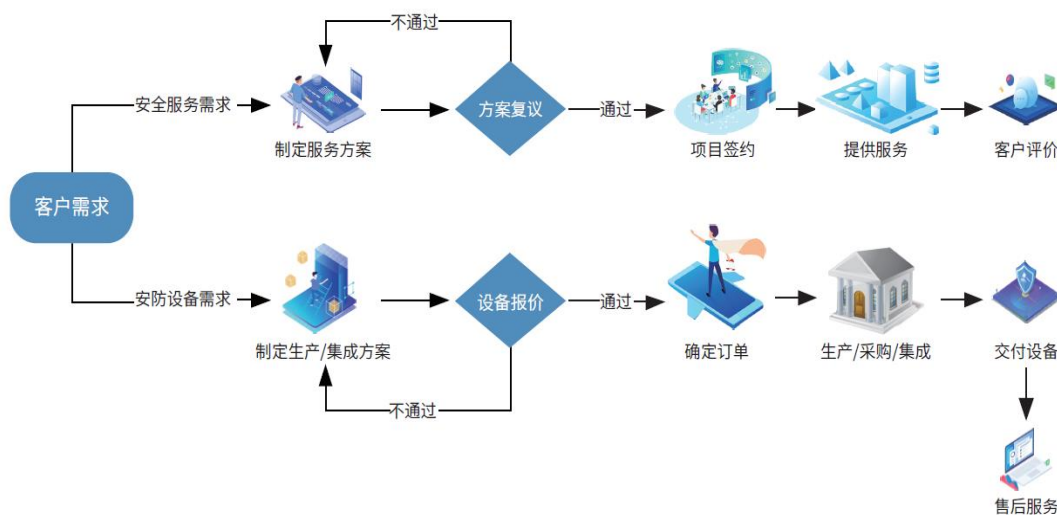 不通过
安全服务需求
方案复议
通过
制定服务方案
项目签约
提供服务
客户评价
客户需求
安防设备需求
设备报价
通过
制定生产/集成方案
确定订单
生产/采购/集成
交付设备
不通过
售后服务